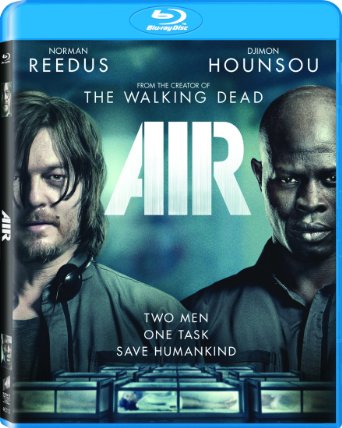 Blu-ray Disc
NORMAN
REEDUS
DJIMON
HOUNSOU
FROM THE CREATOR OF
THE WALKING DEAD
AIR
AIR
TWO MEN
ONE TASK
SAVE HUMANKIND